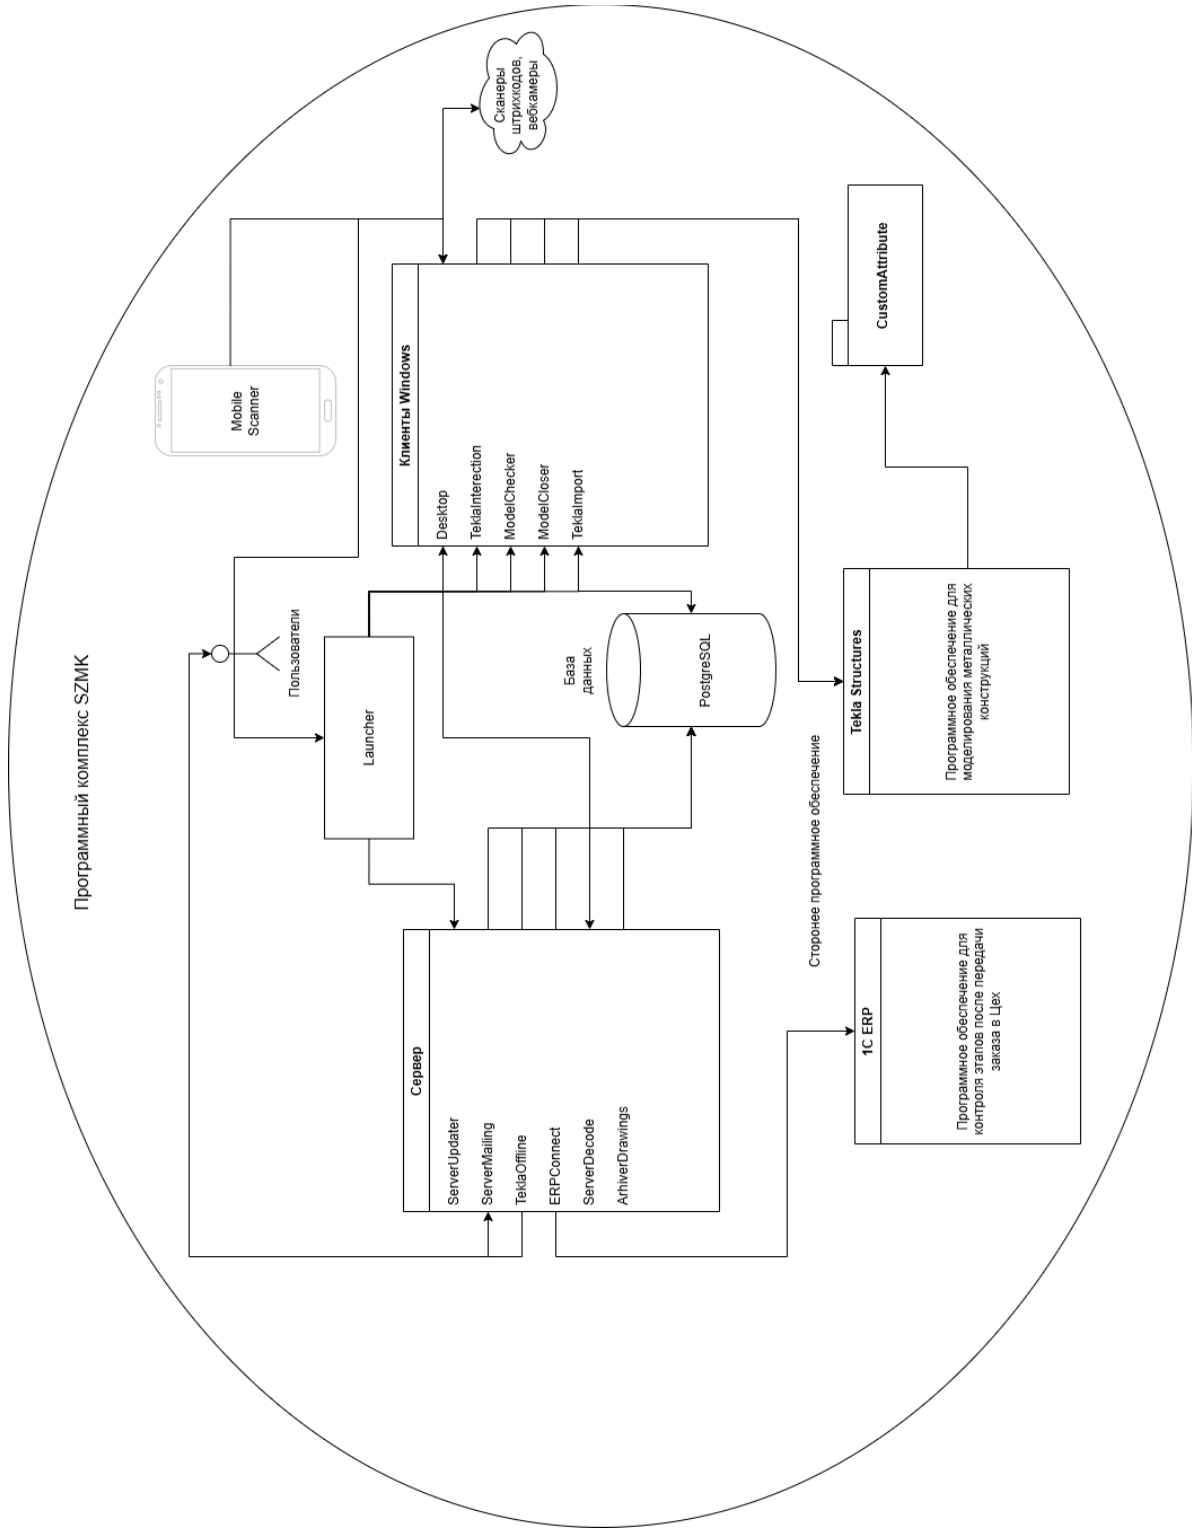 Программный комплекс SZMK
Пользователи
Mobile
Scanner
Launcher
Сканеры
штрихкодов,
вебкамеры
Сервер
ServerUpdater
ServerMailing
TeklaOffline
ERPConnect
ServerDecode
ArhiverDrawings
Клиенты Windows
Desktop
TeklaInterection
ModelChecker
ModelCloser
TeklaImport
База
данных
PostgreSQL
Сторонее программное обеспечение
1C ERP
Программное обеспечение для
контроля этапов после передачи
заказа в Цех
Tekla Structures
Программное обеспечение для
моделирования металлических
конструкций
CustomAttribute